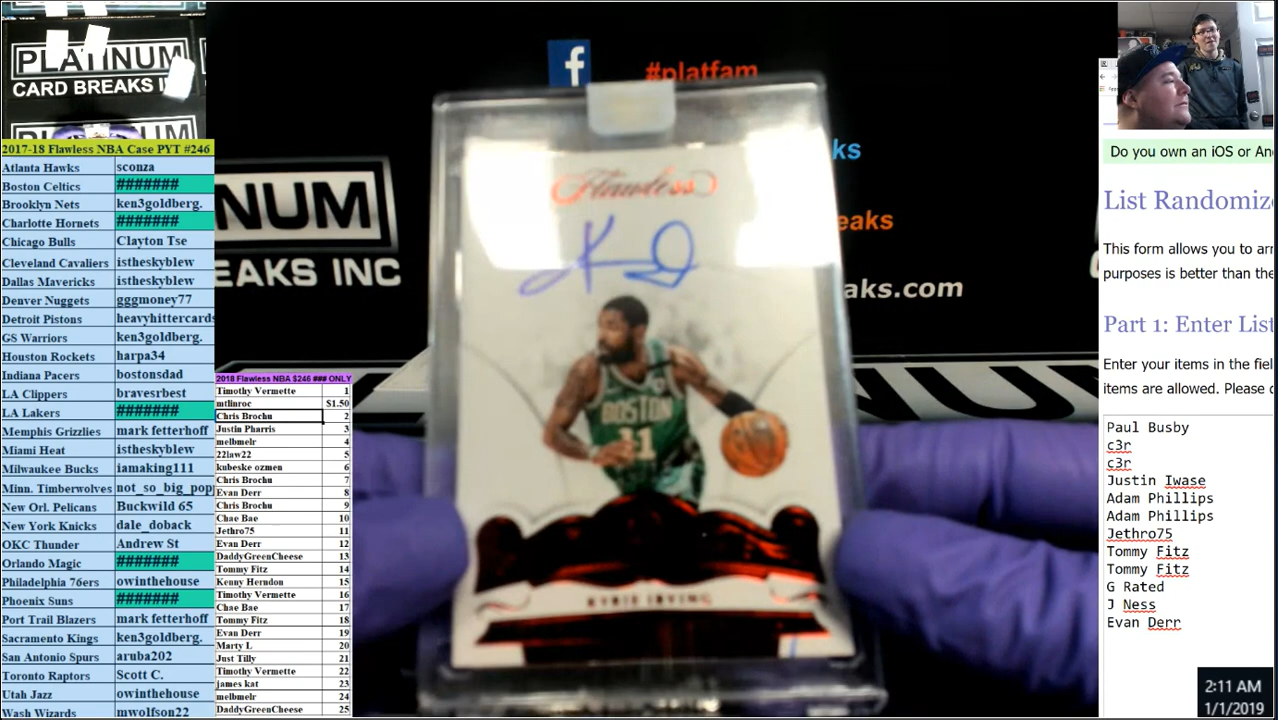 PLATINUM
CARD BREAKS I
PLATINUM
2017-18 Flawless NBA Case PYT #246
Atlanta Hawks sconza
Boston Celtics #######
Brooklyn Nets ken3goldberg.
Charlotte Hornets #######
Chicago Bulls Clayton Tse
Cleveland Cavaliers istheskyblew
Dallas Mavericks istheskyblew
Denver Nuggets gggmoney77
Detroit Pistons heavyhittercards
GS Warriors ken3goldberg.
Houston Rockets harpa34
Indiana Pacers bostonsdad
LA Clippers bravesrbest
LA Lakers #######
Memphis Grizzlies mark fetterhoff
Miami Heat istheskyblew
Milwaukee Bucks iamaking111
Minn. Timberwolves not_so_big_pop
New Orl. Pelicans Buckwild 65
New York Knicks dale_doback
OKC Thunder Andrew St
Orlando Magic #######
Philadelphia 76ers owinthehouse
Phoenix Suns #######
Port Trail Blazers mark fetterhoff
Sacramento Kings ken3goldberg.
San Antonio Spurs aruba202
Toronto Raptors Scott C.
Utah Jazz owinthehouse
Wash Wizards mwolfson22
2018 Flawless NBA $246 ### ONLY
Timothy Vermette 1
mtlinroc $1.50
Chris Brochu 2
Justin Pharris 3
melbmelr 4
22law22 5
kubeske ozmen 6
Chris Brochu 7
Evan Derr 8
Chris Brochu 9
Chae Bae 10
Jethro75 11
Evan Derr 12
DaddyGreenCheese 13
Tommy Fitz 14
Kenny Herndon 15
Timothy Vermette 16
Chae Bae 17
Tommy Fitz 18
Evan Derr 19
Marty L 20
Just Tilly 21
Timothy Vermette 22
james kat 23
melbmelr 24
DaddyGreenCheese 25
f
#platfam
ks
eaks
aks.com
NUM
EAKS INC
Flawless
BOSTON
11
KYRIE IRVING
Do you own an iOS or An
List Randomiz
This form allows you to arr
purposes is better than the
Part 1: Enter List
Enter your items in the fiel
items are allowed. Please d
Paul Busby
c3r
c3r
Justin Iwase
Adam Phillips
Adam Phillips
Jethro75
Tommy Fitz
Tommy Fitz
G Rated
J Ness
Evan Derr
2:11 AM
1/1/2019